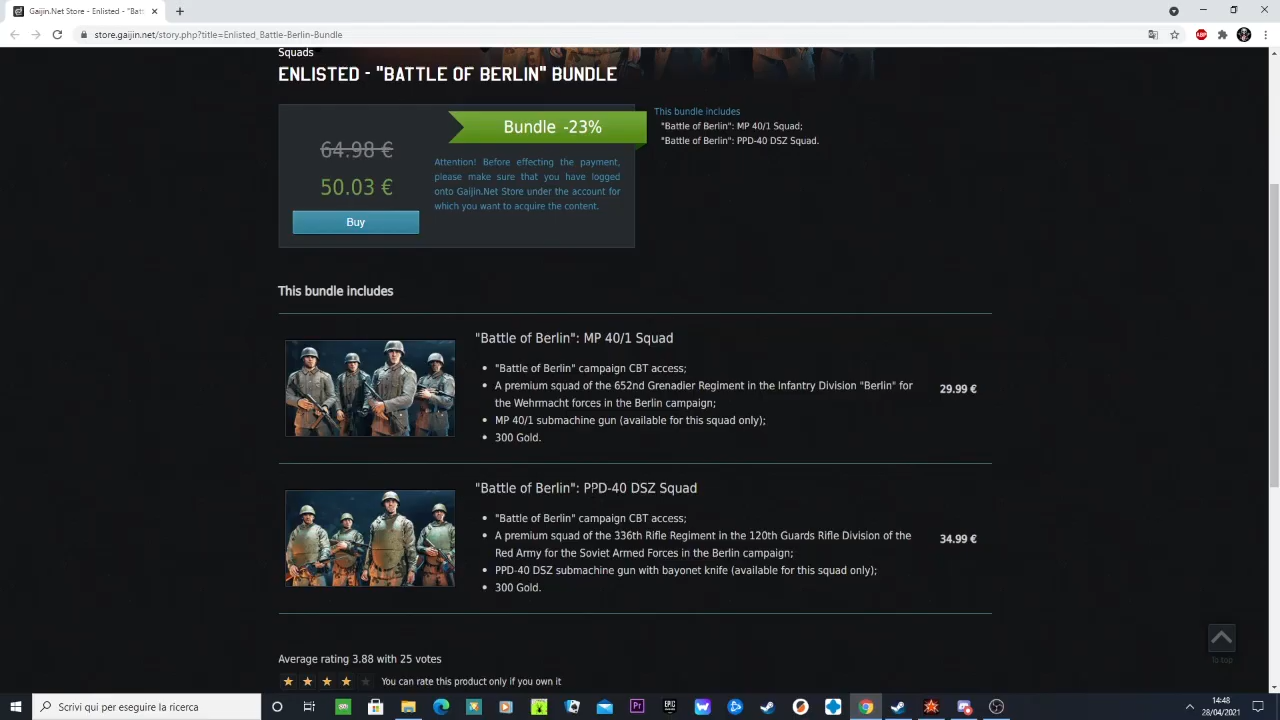 Gaijin.Net Store - Enlisted - "Batt
store.gaijin.net/story.php?title=Enlisted_Battle-Berlin-Bundle
ABP
Squads
ENLISTED - "BATTLE OF BERLIN" BUNDLE
Bundle -23%
64.98 €
50.03 €
Buy
Attention! Before effecting the payment,
please make sure that you have logged
onto Gaijin.Net Store under the account for
which you want to acquire the content.
This bundle includes
"Battle of Berlin": MP 40/1 Squad;
"Battle of Berlin": PPD-40 DSZ Squad.
This bundle includes
"Battle of Berlin": MP 40/1 Squad
"Battle of Berlin" campaign CBT access;
A premium squad of the 652nd Grenadier Regiment in the Infantry Division "Berlin" for
the Wehrmacht forces in the Berlin campaign;
MP 40/1 submachine gun (available for this squad only);
300 Gold.
29.99 €
"Battle of Berlin": PPD-40 DSZ Squad
"Battle of Berlin" campaign CBT access;
A premium squad of the 336th Rifle Regiment in the 120th Guards Rifle Division of the
Red Army for the Soviet Armed Forces in the Berlin campaign;
PPD-40 DSZ submachine gun with bayonet knife (available for this squad only);
300 Gold.
34.99 €
To top
Average rating 3.88 with 25 votes
You can rate this product only if you own it
Scrivi qui per eseguire la ricerca
Pr
EPIC
14:48
28/04/2021